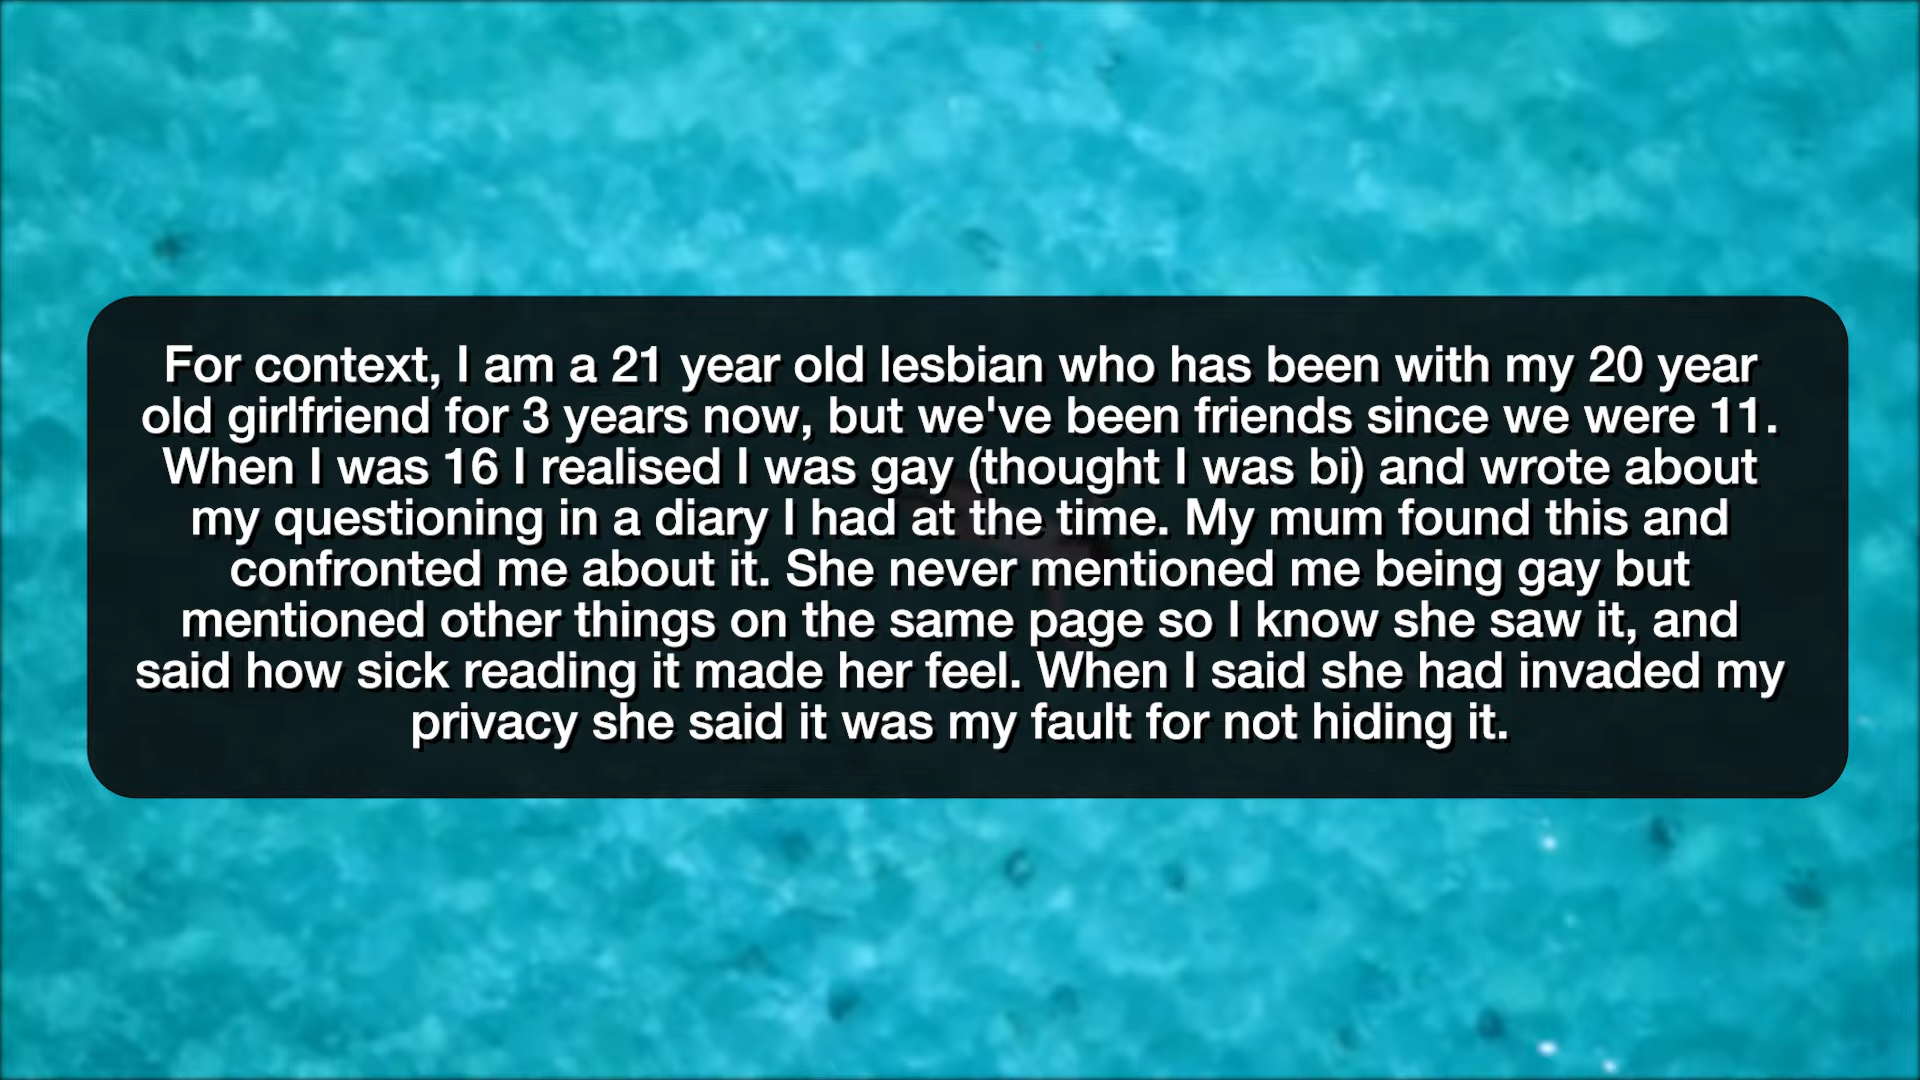 For context, I am a 21 year old lesbian who has been with my 20 year
old girlfriend for 3 years now, but we've been friends since we were 11.
When I was 16 I realised I was gay (thought I was bi) and wrote about
my questioning in a diary I had at the time. My mum found this and
confronted me about it. She never mentioned me being gay but
mentioned other things on the same page so I know she saw it, and
said how sick reading it made her feel. When I said she had invaded my
privacy she said it was my fault for not hiding it.